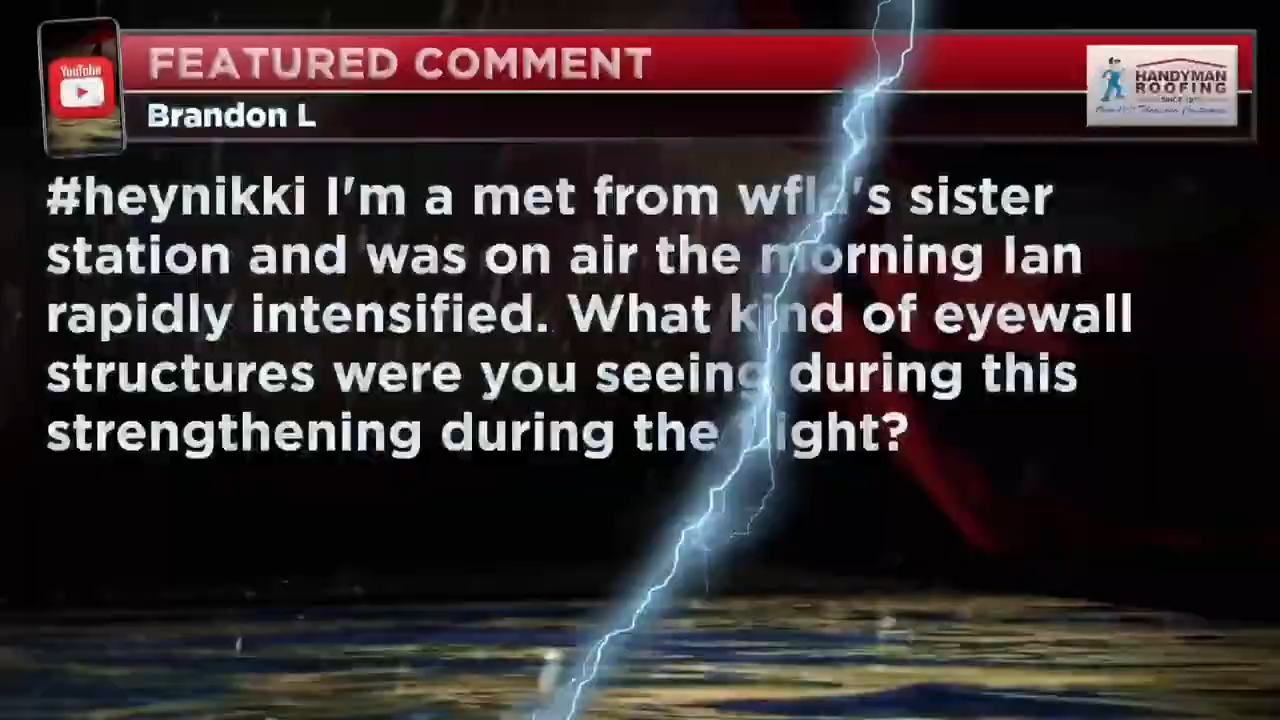 YouTube
FEATURED COMMENT
Brandon L
HANDYMAN
ROOFING
#heynikki I'm a met from wfla's sister
station and was on air the morning Ian
rapidly intensified. What kind of eyewall
structures were you seeing during this
strengthening during the